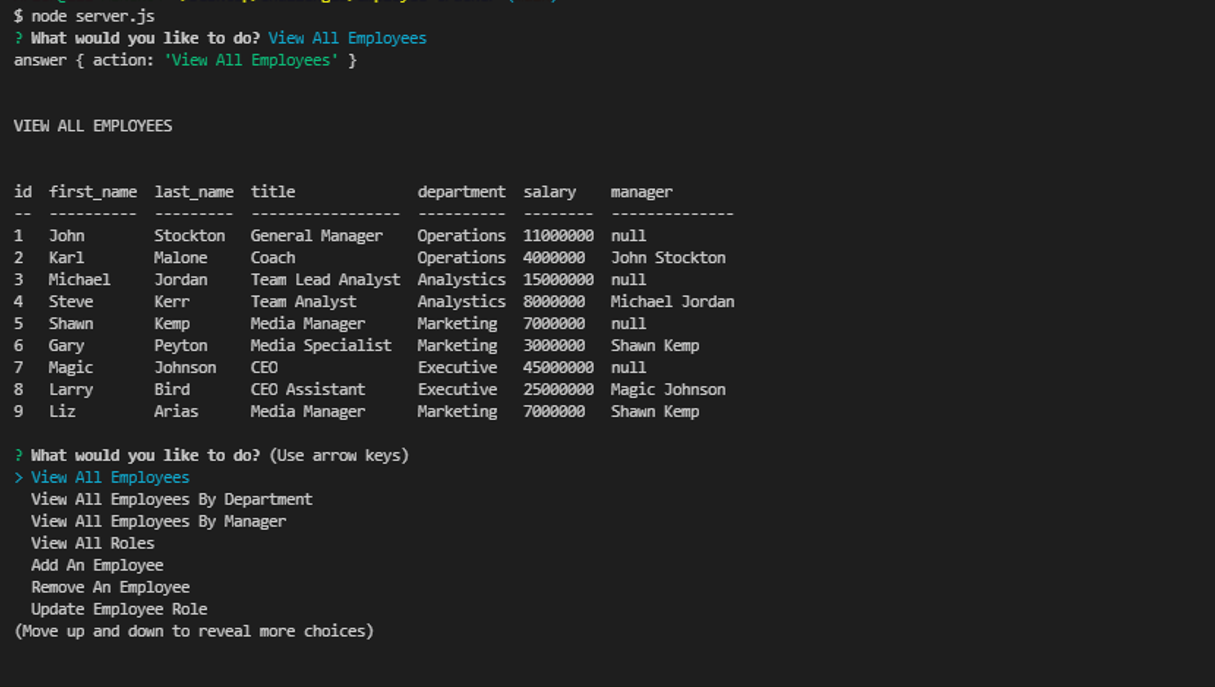 $ node server.js
? What would you like to do? View All Employees
answer { action: 'View All Employees' }
VIEW ALL EMPLOYEES
id first_name last_name title department salary manager
-- ---------- --------- ----------------- ---------- -------- --------------
1 John Stockton General Manager Operations 11000000 null
2 Karl Malone Coach Operations 4000000 John Stockton
3 Michael Jordan Team Lead Analyst Analystics 15000000 null
4 Steve Kerr Team Analyst Analystics 8000000 Michael Jordan
5 Shawn Kemp Media Manager Marketing 7000000 null
6 Gary Peyton Media Specialist Marketing 3000000 Shawn Kemp
7 Magic Johnson CEO Executive 45000000 null
8 Larry Bird CEO Assistant Executive 25000000 Magic Johnson
9 Liz Arias Media Manager Marketing 7000000 Shawn Kemp
? What would you like to do? (Use arrow keys)
> View All Employees
View All Employees By Department
View All Employees By Manager
View All Roles
Add An Employee
Remove An Employee
Update Employee Role
(Move up and down to reveal more choices)